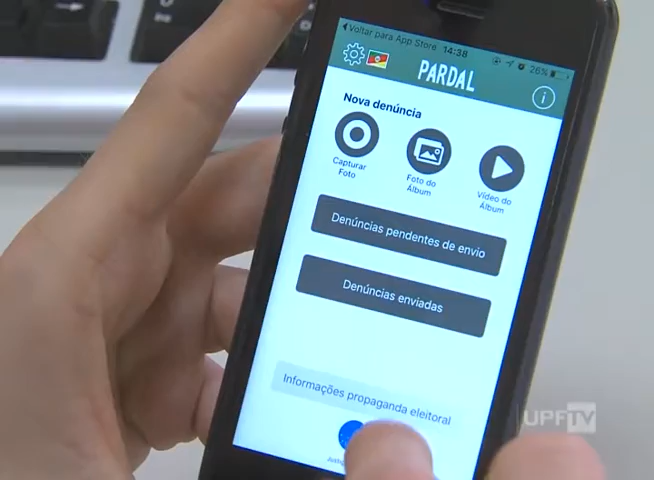 Voltar para App Store 14:38 26%
PARDAL
Nova denúncia
Capturar
Foto
Foto do
Álbum
Vídeo do
Álbum
Denúncias pendentes de envio
Denúncias enviadas
Informações propaganda eleitoral
UPFTV